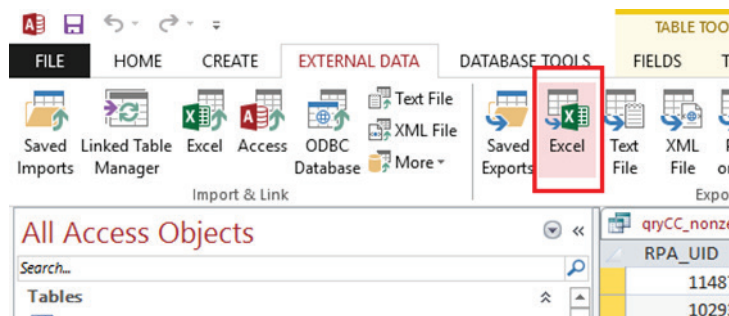 TABLE TOO
FILE HOME CREATE EXTERNAL DATA DATABASE TOOLS FIELDS T
Text File
XML File
More
Saved Imports
Linked Table Manager
Excel
Access
ODBC Database
Saved Exports
Excel
Text File
XML File
Import & Link
Expo
All Access Objects
Search...
Tables
qryCC_nonze
RPA_UID
1148
1029